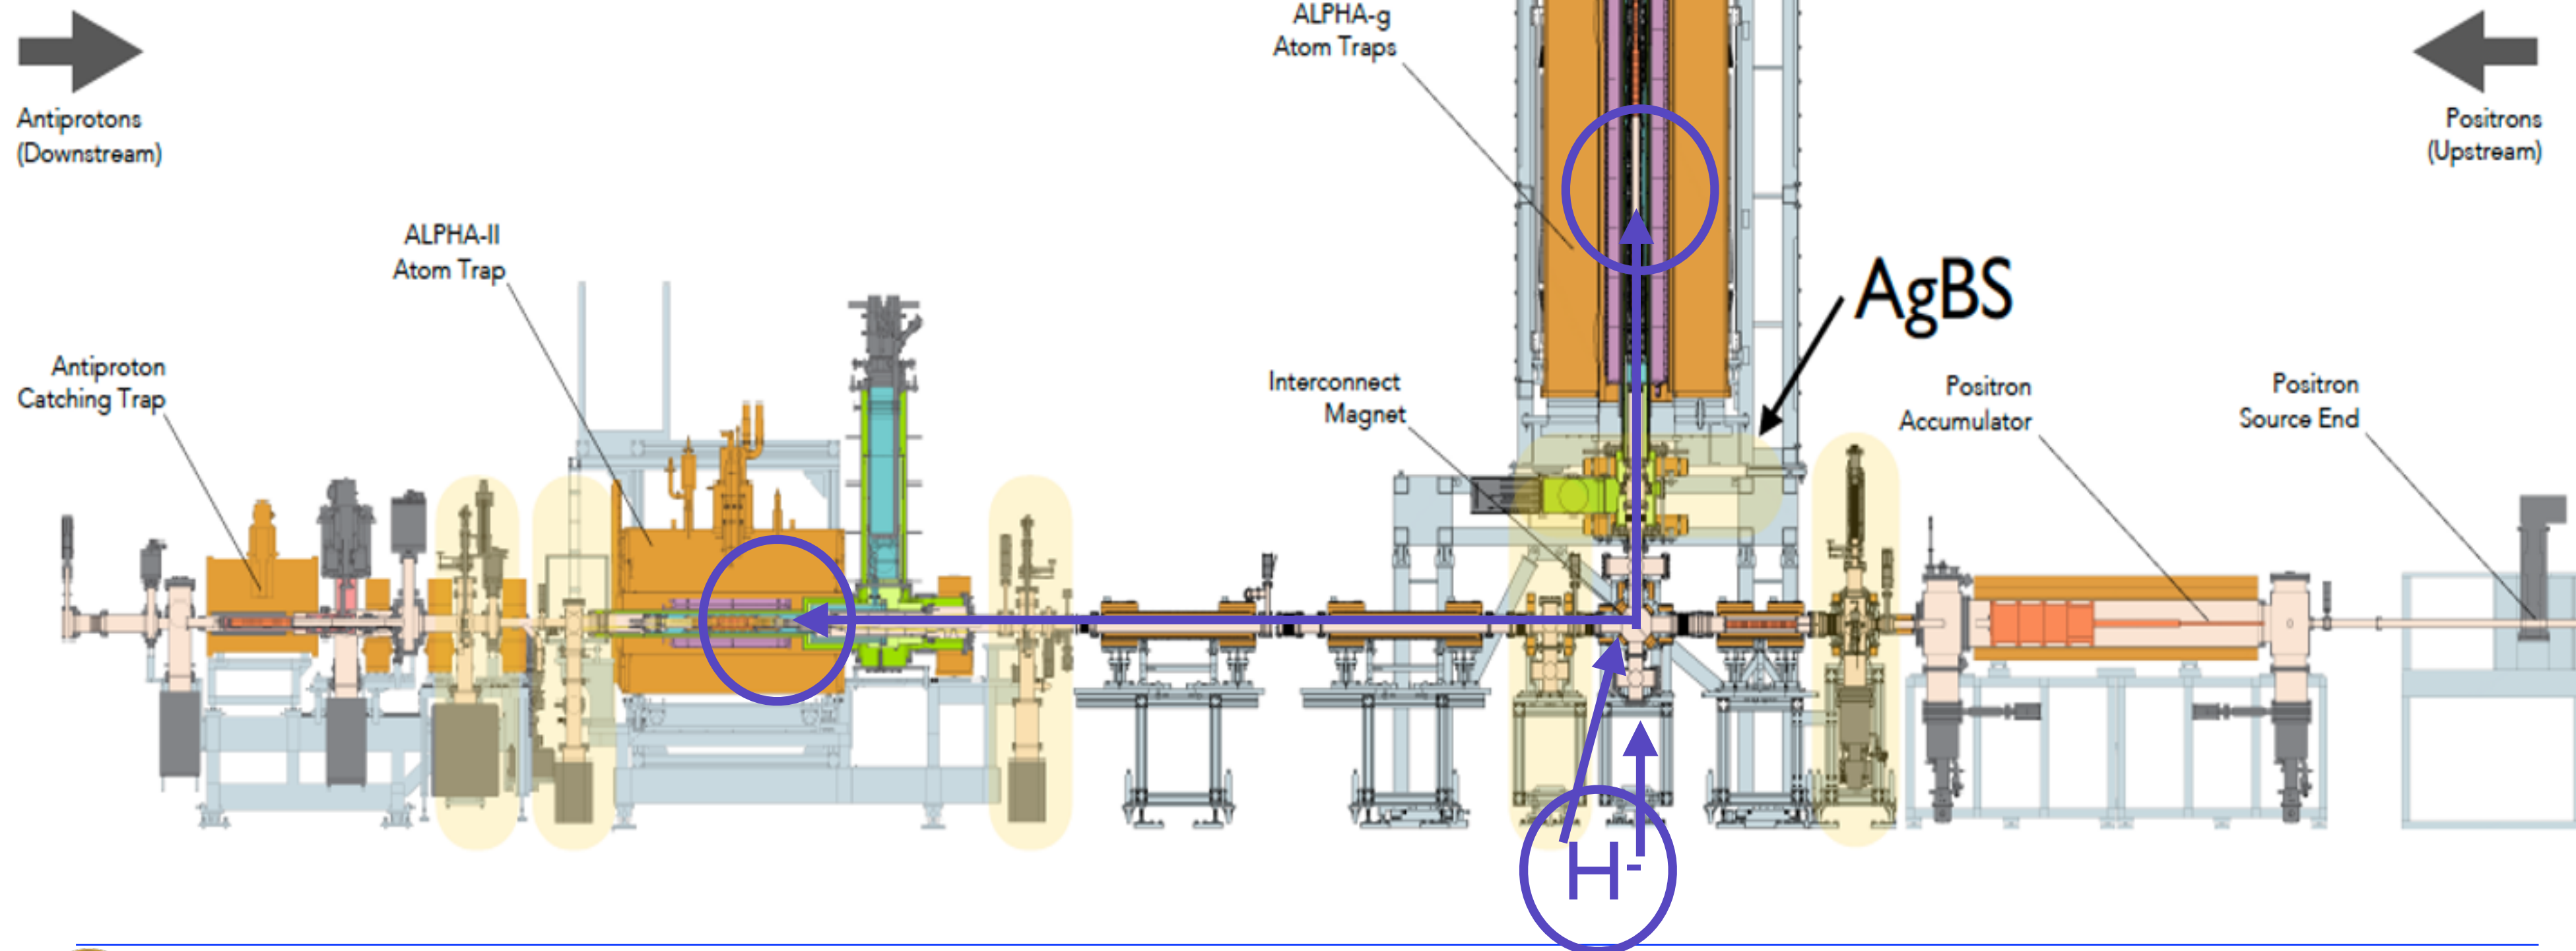 Antiprotons
(Downstream)
ALPHA-g
Atom Traps
Positrons
(Upstream)
ALPHA-II
Atom Trap
AgBS
Antiproton
Catching Trap
Interconnect
Magnet
Positron
Accumulator
Positron
Source End
H-